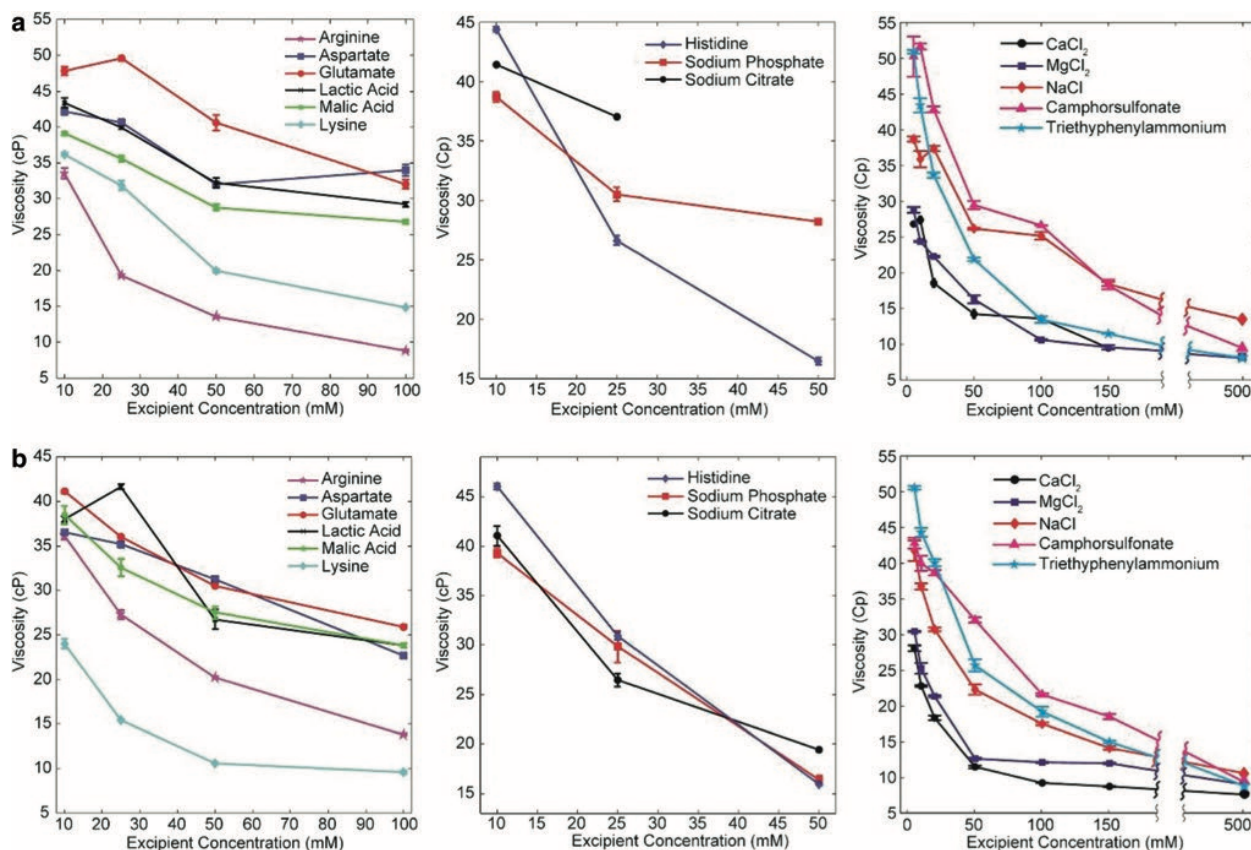 a
55
50
45
40
35
30
25
20
15
10
5
Viscosity (cP)
Arginine
Aspartate
Glutamate
Lactic Acid
Malic Acid
Lysine
10 20 30 40 50 60 70 80 90 100
Excipient Concentration (mM)
45
40
35
30
25
20
15
Viscosity (Cp)
Histidine
Sodium Phosphate
Sodium Citrate
10 15 20 25 30 35 40 45 50
Excipient Concentration (mM)
55
50
45
40
35
30
25
20
15
10
5
Viscosity (Cp)
CaCl₂
MgCl₂
NaCl
Camphorsulfonate
Triethyphenylammonium
0 50 100 150 500
Excipient Concentration (mM)
b
45
40
35
30
25
20
15
10
5
0
Viscosity (cP)
Arginine
Aspartate
Glutamate
Lactic Acid
Malic Acid
Lysine
10 20 30 40 50 60 70 80 90 100
Excipient Concentration (mM)
45
40
35
30
25
20
15
Viscosity (Cp)
Histidine
Sodium Phosphate
Sodium Citrate
10 15 20 25 30 35 40 45 50
Excipient Concentration (mM)
55
50
40
30
20
10
5
Viscosity (Cp)
CaCl₂
MgCl₂
NaCl
Camphorsulfonate
Triethyphenylammonium
0 50 100 150 500
Excipient Concentration (mM)